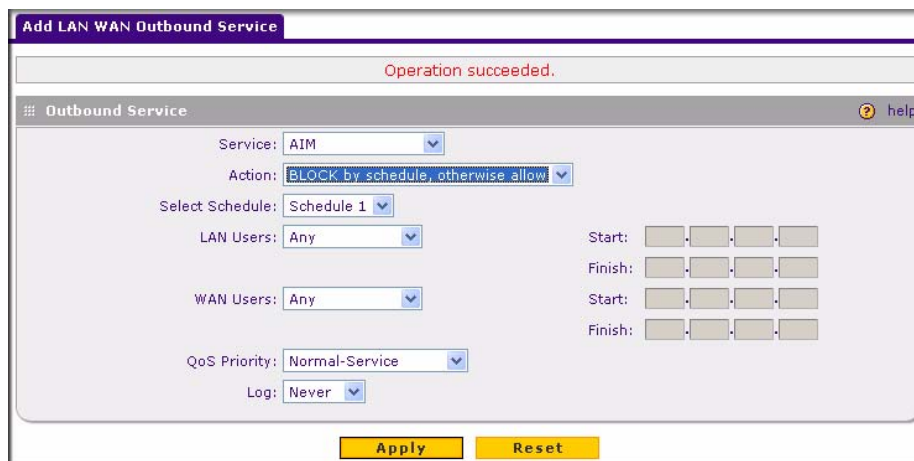 Add LAN WAN Outbound Service
Operation succeeded.
Outbound Service
? help
Service: AIM
Action: BLOCK by schedule, otherwise allow
Select Schedule: Schedule 1
LAN Users: Any Start: . . .
Finish: . . .
WAN Users: Any Start: . . .
Finish: . . .
QoS Priority: Normal-Service
Log: Never
Apply Reset